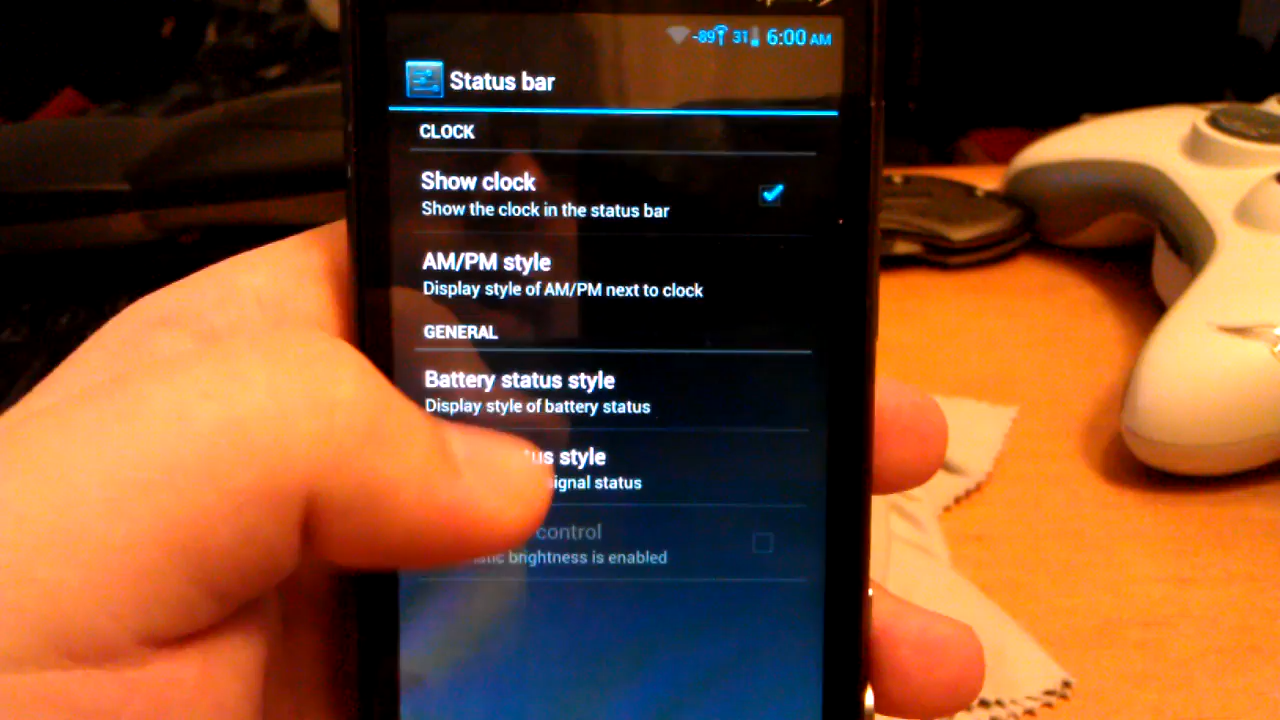 -89 31 6:00 AM
Status bar
CLOCK
Show clock
Show the clock in the status bar
AM/PM style
Display style of AM/PM next to clock
GENERAL
Battery status style
Display style of battery status
style
signal status
control
brightness is enabled